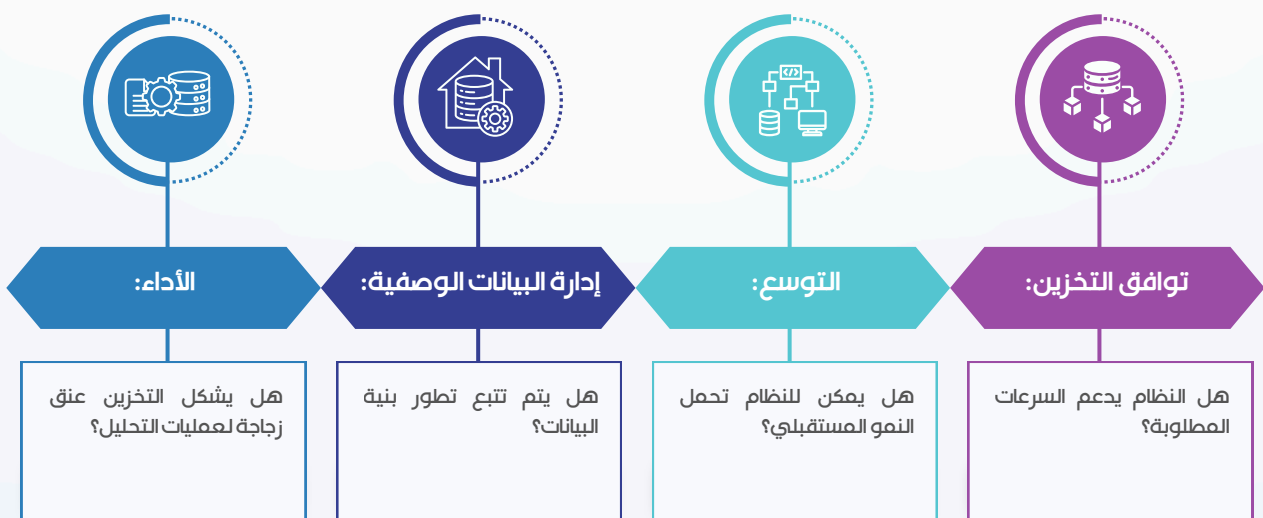 توافق التخزين:
هل النظام يدعم السرعات
المطلوبة؟
التوسع:
هل يمكن للنظام تحمل
النمو المستقبلي؟
إدارة البيانات الوصفية:
هل يتم تتبع تطور بنية
البيانات؟
الأداء:
هل يشكل التخزين عنق
زجاجة لعمليات التحليل؟